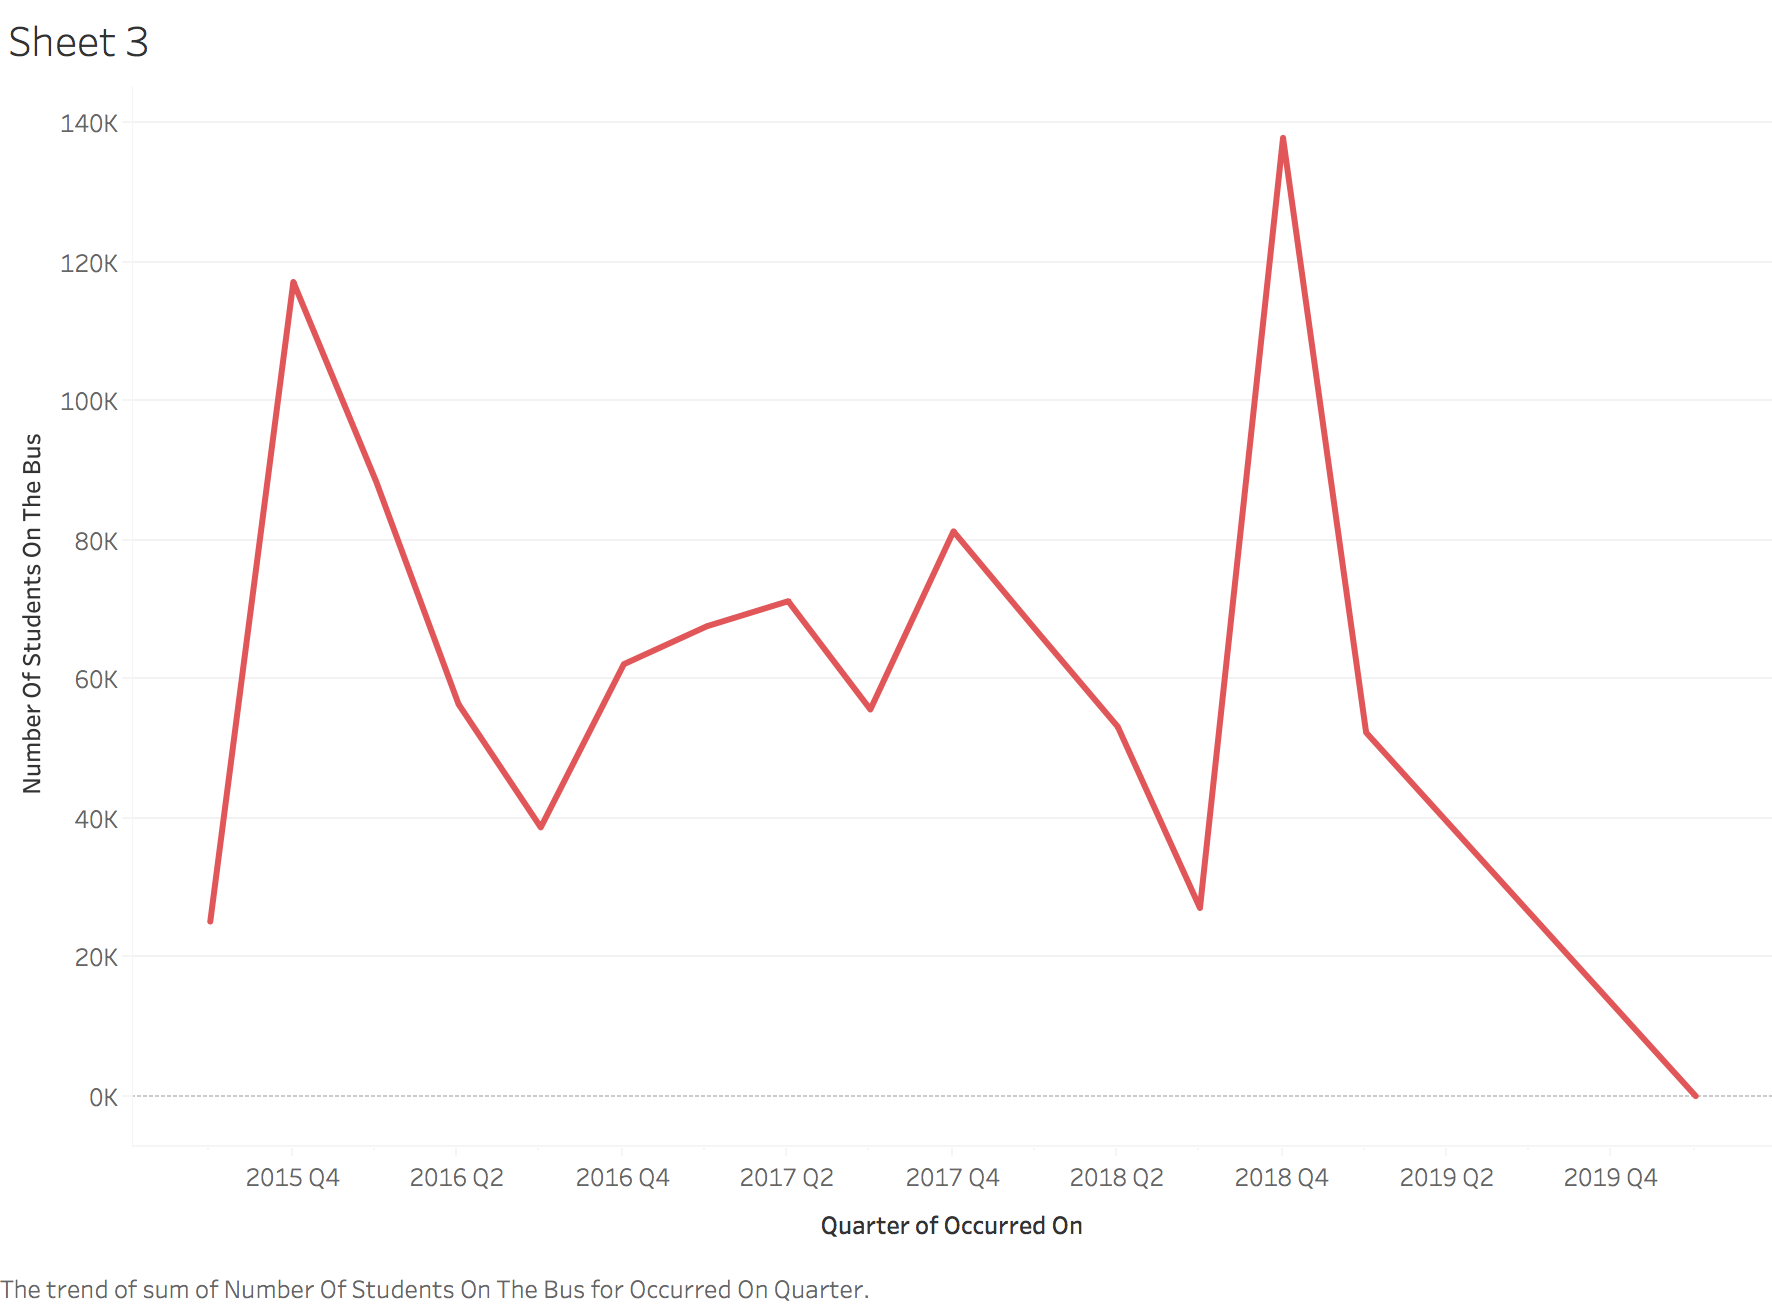 Sheet 3
140K
120K
100K
80K
60K
40K
20K
0K
Number Of Students On The Bus
2015 Q4 2016 Q2 2016 Q4 2017 Q2 2017 Q4 2018 Q2 2018 Q4 2019 Q2 2019 Q4
Quarter of Occurred On
The trend of sum of Number Of Students On The Bus for Occurred On Quarter.